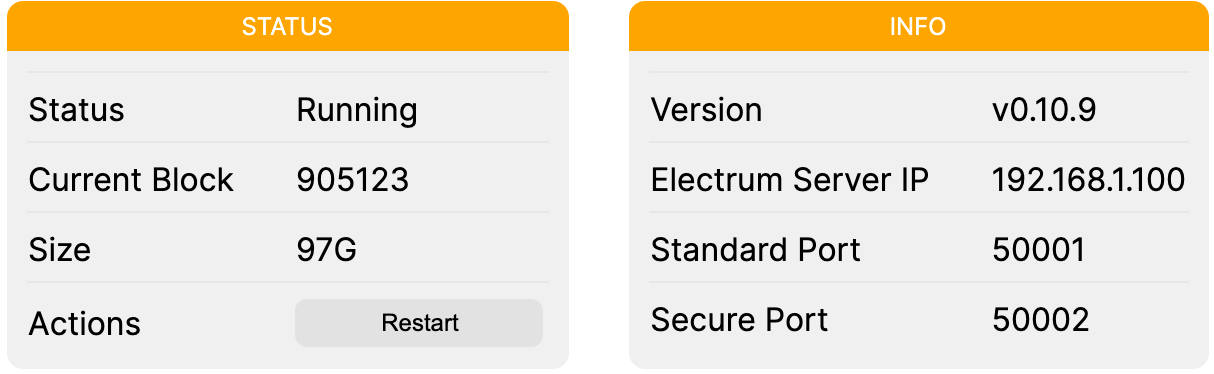 STATUS
Status Running
Current Block 905123
Size 97G
Actions Restart
INFO
Version v0.10.9
Electrum Server IP 192.168.1.100
Standard Port 50001
Secure Port 50002